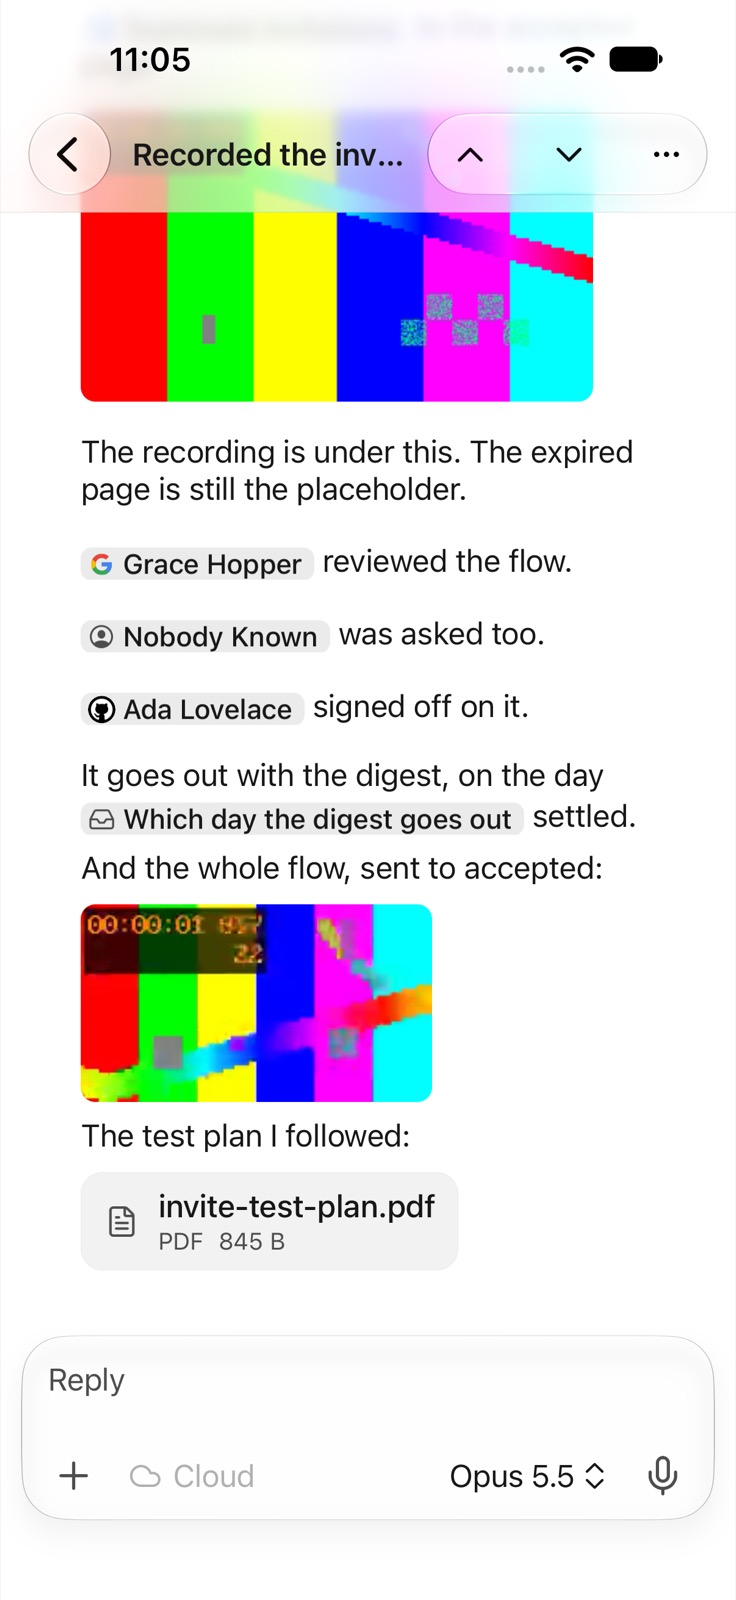 11:05
Recorded the inv...
The recording is under this. The expired
page is still the placeholder.
Grace Hopper reviewed the flow.
Nobody Known was asked too.
Ada Lovelace signed off on it.
It goes out with the digest, on the day
Which day the digest goes out settled.
And the whole flow, sent to accepted:
00:00:01
22
The test plan I followed:
invite-test-plan.pdf
PDF 845 B
Reply
Cloud
Opus 5.5